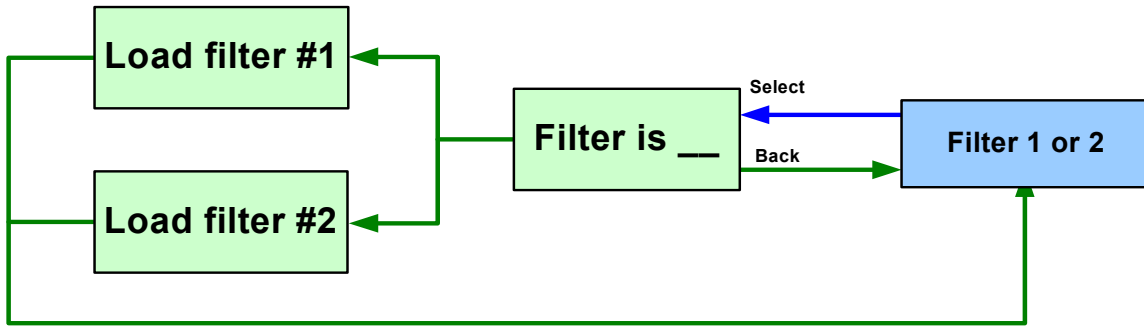 Load filter #1
Select
Filter is __
Filter 1 or 2
Back
Load filter #2